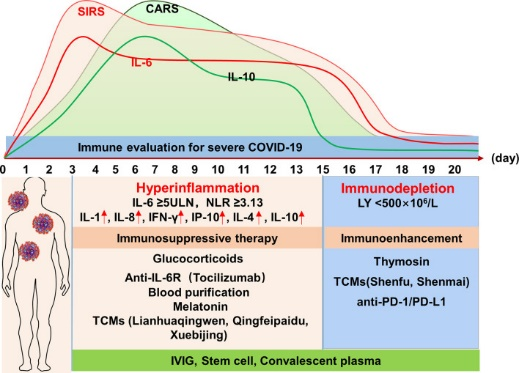 SIRS
CARS
IL-6
IL-10
Immune evaluation for severe COVID-19
0 1 2 3 4 5 6 7 8 9 10 11 12 13 14 15 16 17 18 19 20 (day)
Hyperinflammation
IL-6 ≥5ULN, NLR ≥3.13
IL-1↑, IL-8↑, IFN-γ↑, IP-10↑, IL-4↑, IL-10↑
Immunosuppressive therapy
Glucocorticoids
Anti-IL-6R (Tocilizumab)
Blood purification
Melatonin
TCMs (Lianhuaqingwen, Qingfeipaidu,
Xuebijing)
Immunodepletion
LY <500×10⁶/L
Immunoenhancement
Thymosin
TCMs(Shenfu, Shenmai)
anti-PD-1/PD-L1
IVIG, Stem cell, Convalescent plasma